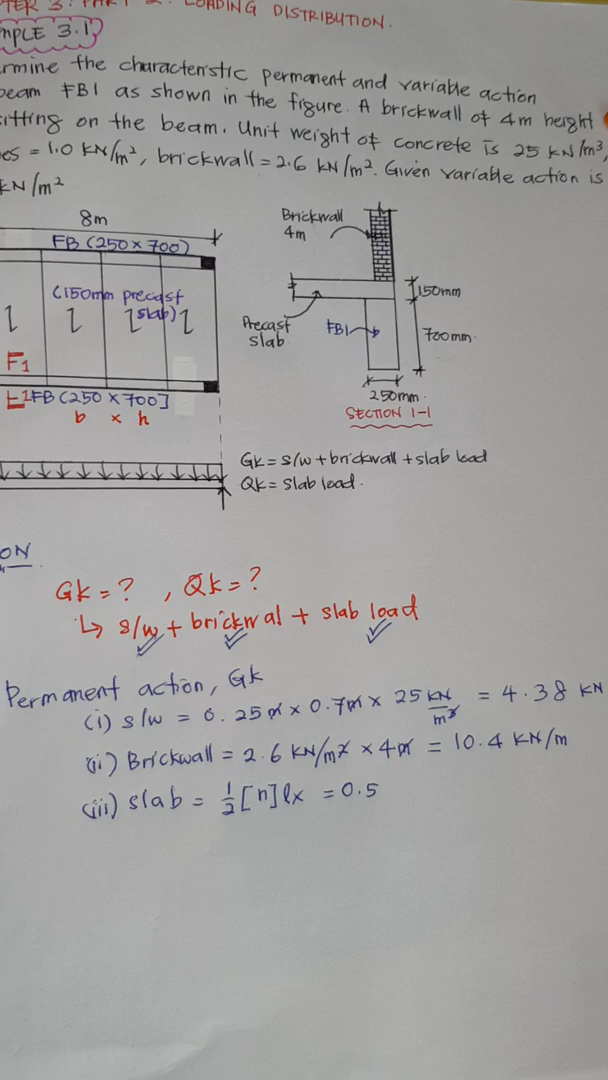 TER 3: PART 2: LOADING DISTRIBUTION.
MPLE 3.1
rmine the characteristic permanent and variable action
beam FB1 as shown in the figure. A brickwall of 4m height
sitting on the beam. Unit weight of concrete is 25 kN/m³,
es = 1.0 kN/m², brickwall = 2.6 kN/m². Given variable action is
kN/m²
8m
FB (250 x 700)
(150mm precast
slab)
F1
FB (250 x 700]
b x h
Brickwall
4m
150mm
Precast
slab
FB1
700mm.
250mm.
SECTION 1-1
Gk = s/w + brickwall + slab load
Qk = slab load.
ON
Gk = ? , Qk = ?
↳ s/w + brickwal + slab load
Permanent action, Gk
(i) s/w = 0.25m x 0.7m x 25 kN/m³ = 4.38 kN
(ii) Brickwall = 2.6 kN/m² x 4m = 10.4 kN/m
(iii) slab = 1/2 [n] lx = 0.5